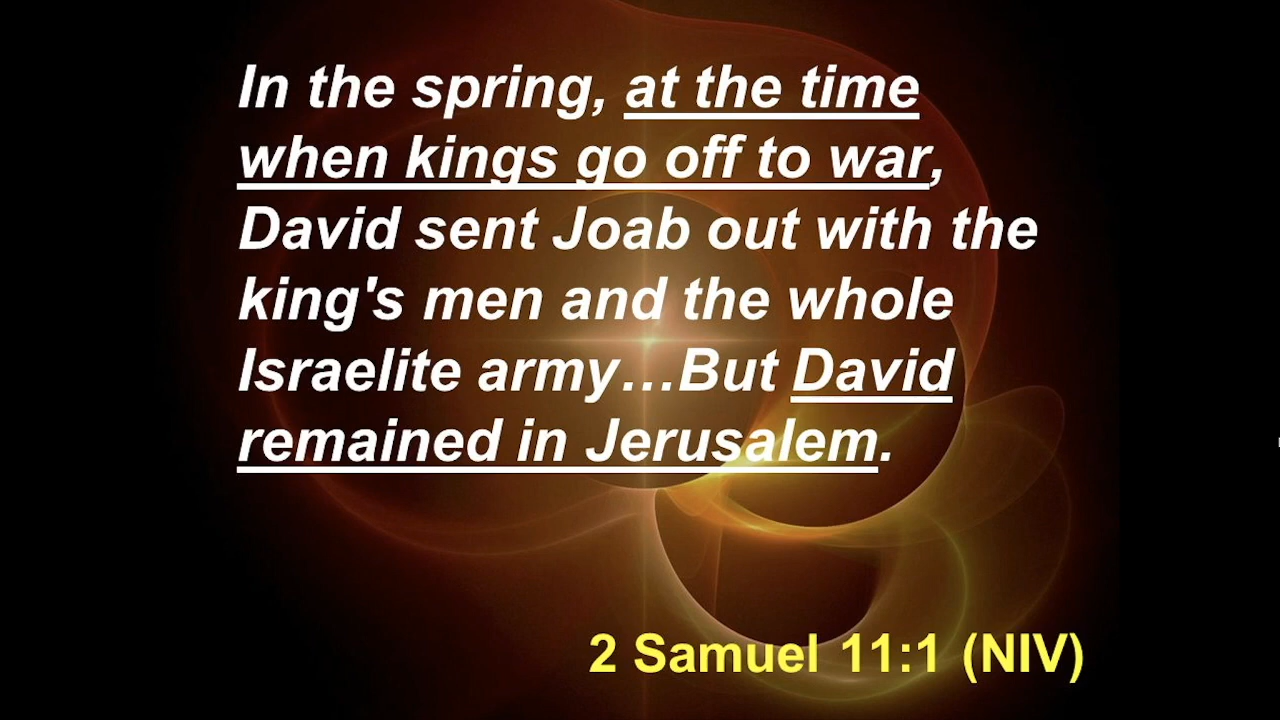 In the spring, at the time
when kings go off to war,
David sent Joab out with the
king's men and the whole
Israelite army…But David
remained in Jerusalem.
2 Samuel 11:1 (NIV)